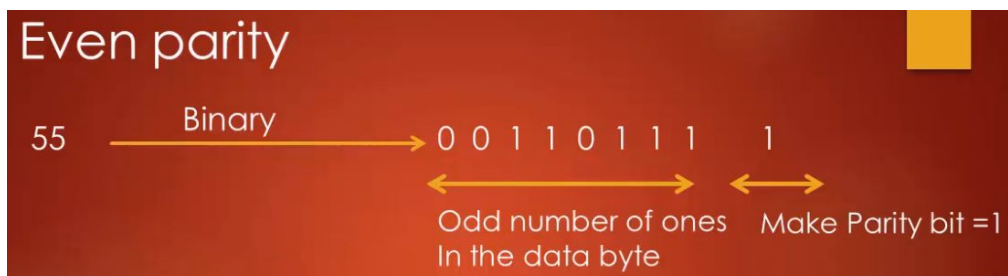 Even parity
55 Binary 0 0 1 1 0 1 1 1 1
Odd number of ones Make Parity bit =1
In the data byte